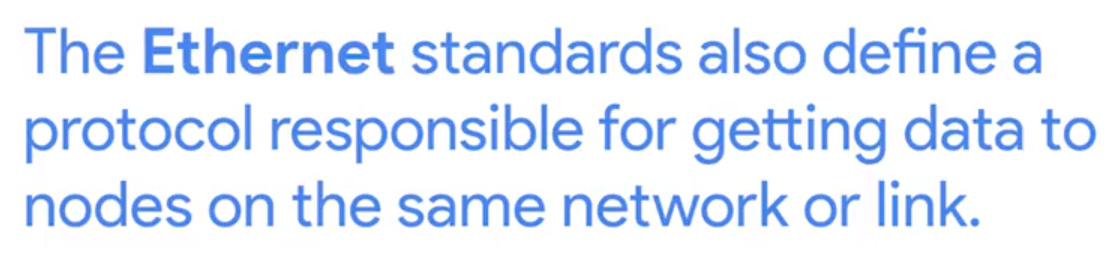 The Ethernet standards also define a
protocol responsible for getting data to
nodes on the same network or link.